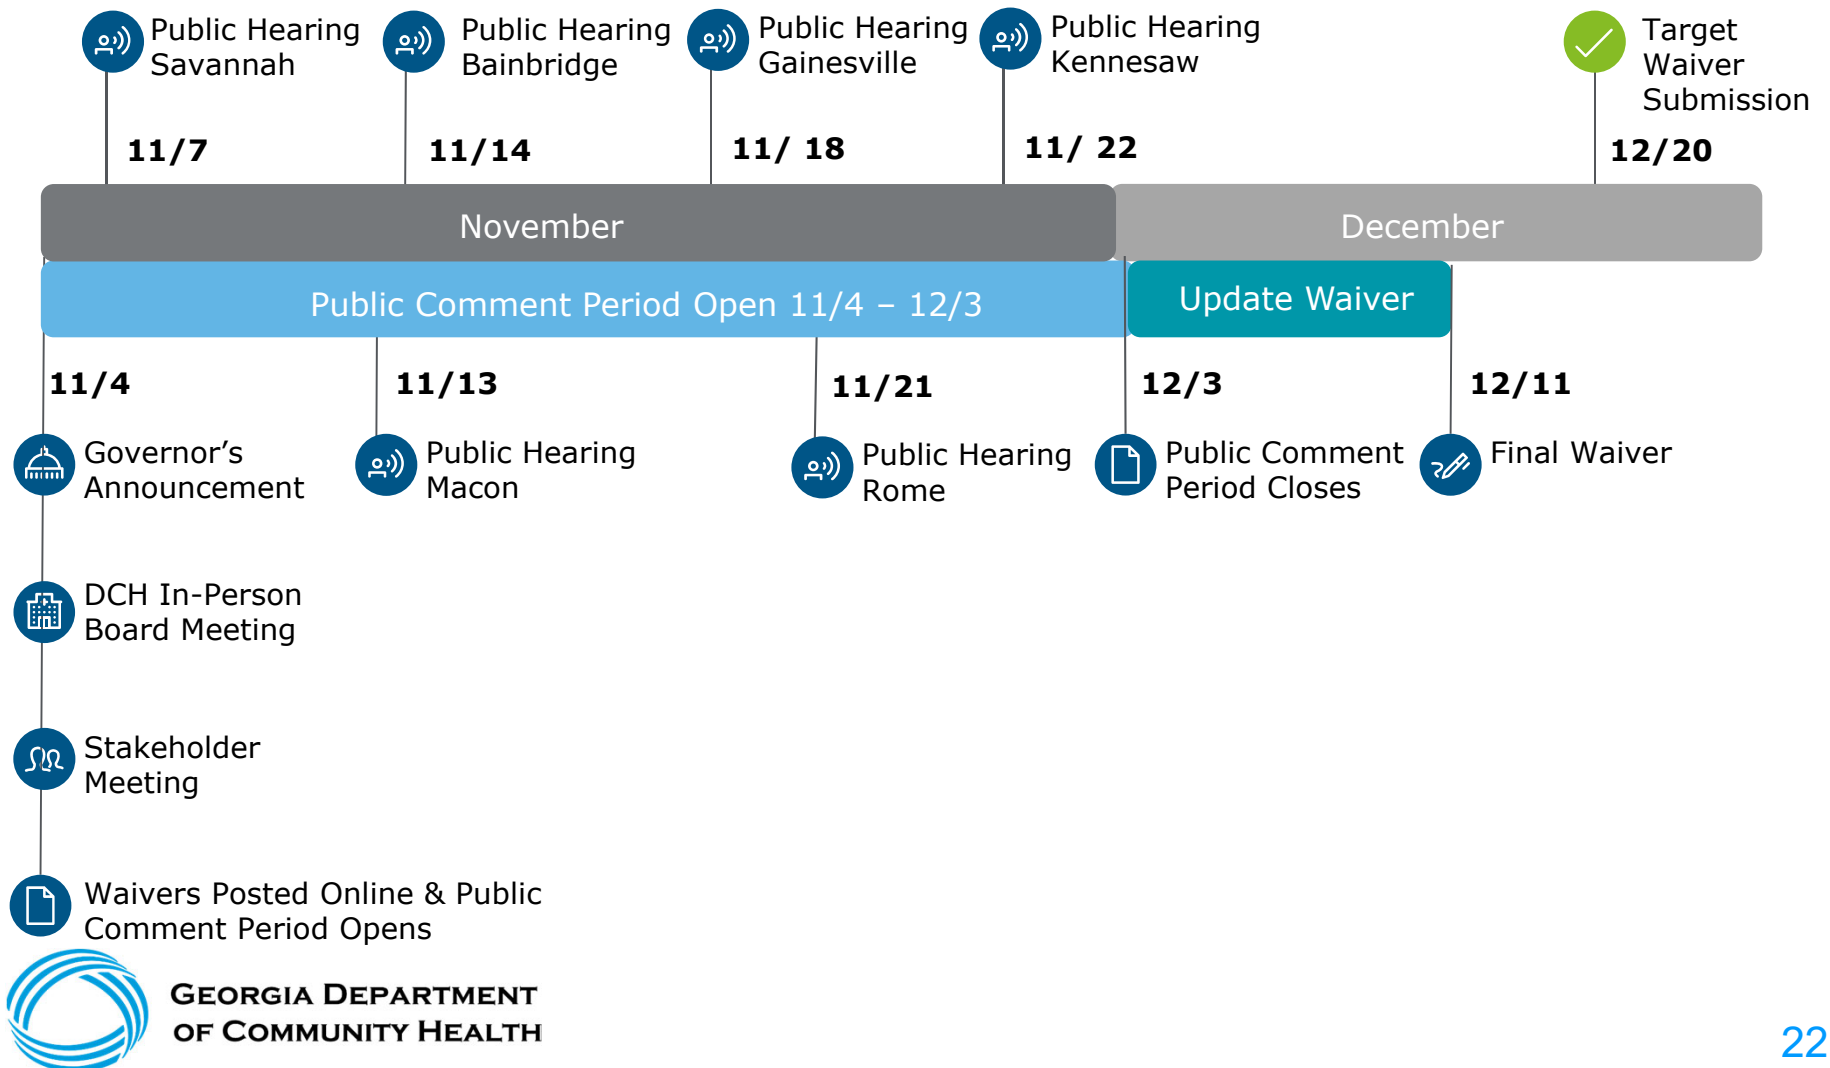 Public Hearing
Savannah
11/7
Public Hearing
Bainbridge
11/14
Public Hearing
Gainesville
11/ 18
Public Hearing
Kennesaw
11/ 22
Target
Waiver
Submission
12/20
November
December
Public Comment Period Open 11/4 – 12/3
Update Waiver
11/4
Governor’s
Announcement
DCH In-Person
Board Meeting
Stakeholder
Meeting
Waivers Posted Online & Public
Comment Period Opens
11/13
Public Hearing
Macon
11/21
Public Hearing
Rome
12/3
Public Comment
Period Closes
12/11
Final Waiver
GEORGIA DEPARTMENT
OF COMMUNITY HEALTH
22